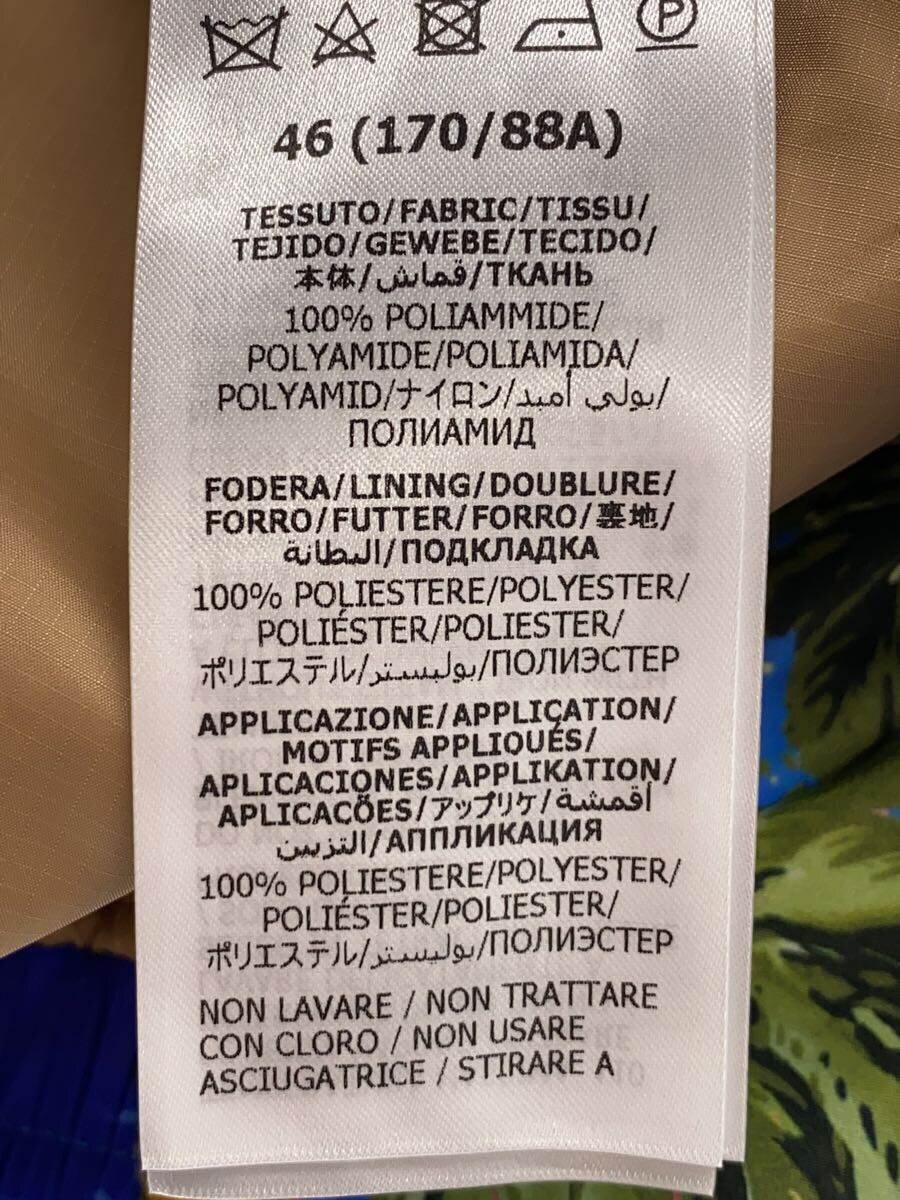 P
46 (170/88A)
TESSUTO/FABRIC/TISSU/
TEJIDO/GEWEBE/TECIDO/
本体/قماش/ТКАНЬ
100% POLIAMMIDE/
POLYAMIDE/POLIAMIDA/
POLYAMID/ナイロン/بولي أميد/
ПОЛИАМИД
FODERA/LINING/DOUBLURE/
FORRO/FUTTER/FORRO/裏地/
البطانة/ПОДКЛАДКА
100% POLIESTERE/POLYESTER/
POLIÉSTER/POLIESTER/
ポリエステル/بوليستر/ПОЛИЭСТЕР
APPLICAZIONE/APPLICATION/
MOTIFS APPLIQUÉS/
APLICACIONES/APPLIKATION/
APLICACÕES/アップリケ/أقمشة
التزيين/АППЛИКАЦИЯ
100% POLIESTERE/POLYESTER/
POLIÉSTER/POLIESTER/
ポリエステル/بوليستر/ПОЛИЭСТЕР
NON LAVARE / NON TRATTARE
CON CLORO / NON USARE
ASCIUGATRICE / STIRARE A